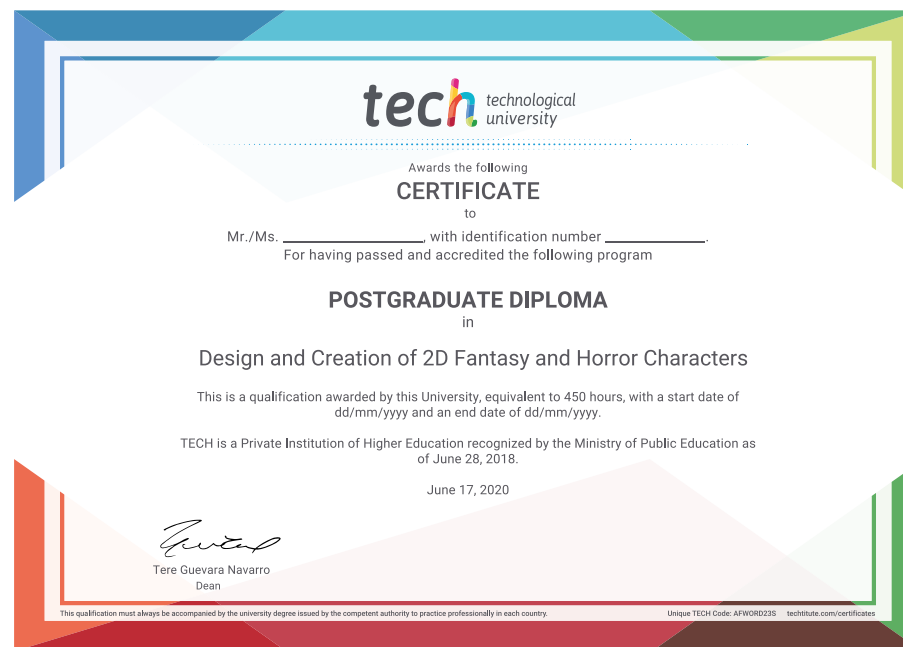 tech technological
university
Awards the following
CERTIFICATE
to
Mr./Ms. ____________________, with identification number ______________.
For having passed and accredited the following program
POSTGRADUATE DIPLOMA
in
Design and Creation of 2D Fantasy and Horror Characters
This is a qualification awarded by this University, equivalent to 450 hours, with a start date of
dd/mm/yyyy and an end date of dd/mm/yyyy.
TECH is a Private Institution of Higher Education recognized by the Ministry of Public Education as
of June 28, 2018.
June 17, 2020
Tere Guevara Navarro
Dean
This qualification must always be accompanied by the university degree issued by the competent authority to practice professionally in each country. Unique TECH Code: AFWORD23S techtitute.com/certificates